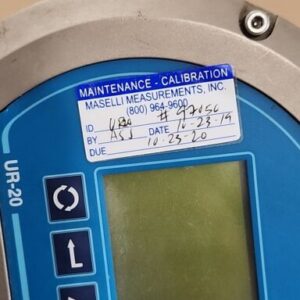 MAINTENANCE - CALIBRATION
MASELLI MEASUREMENTS, INC.
(800) 964-9600
ID
BY DATE 10-23-19
DUE 10-23-20
UR-20